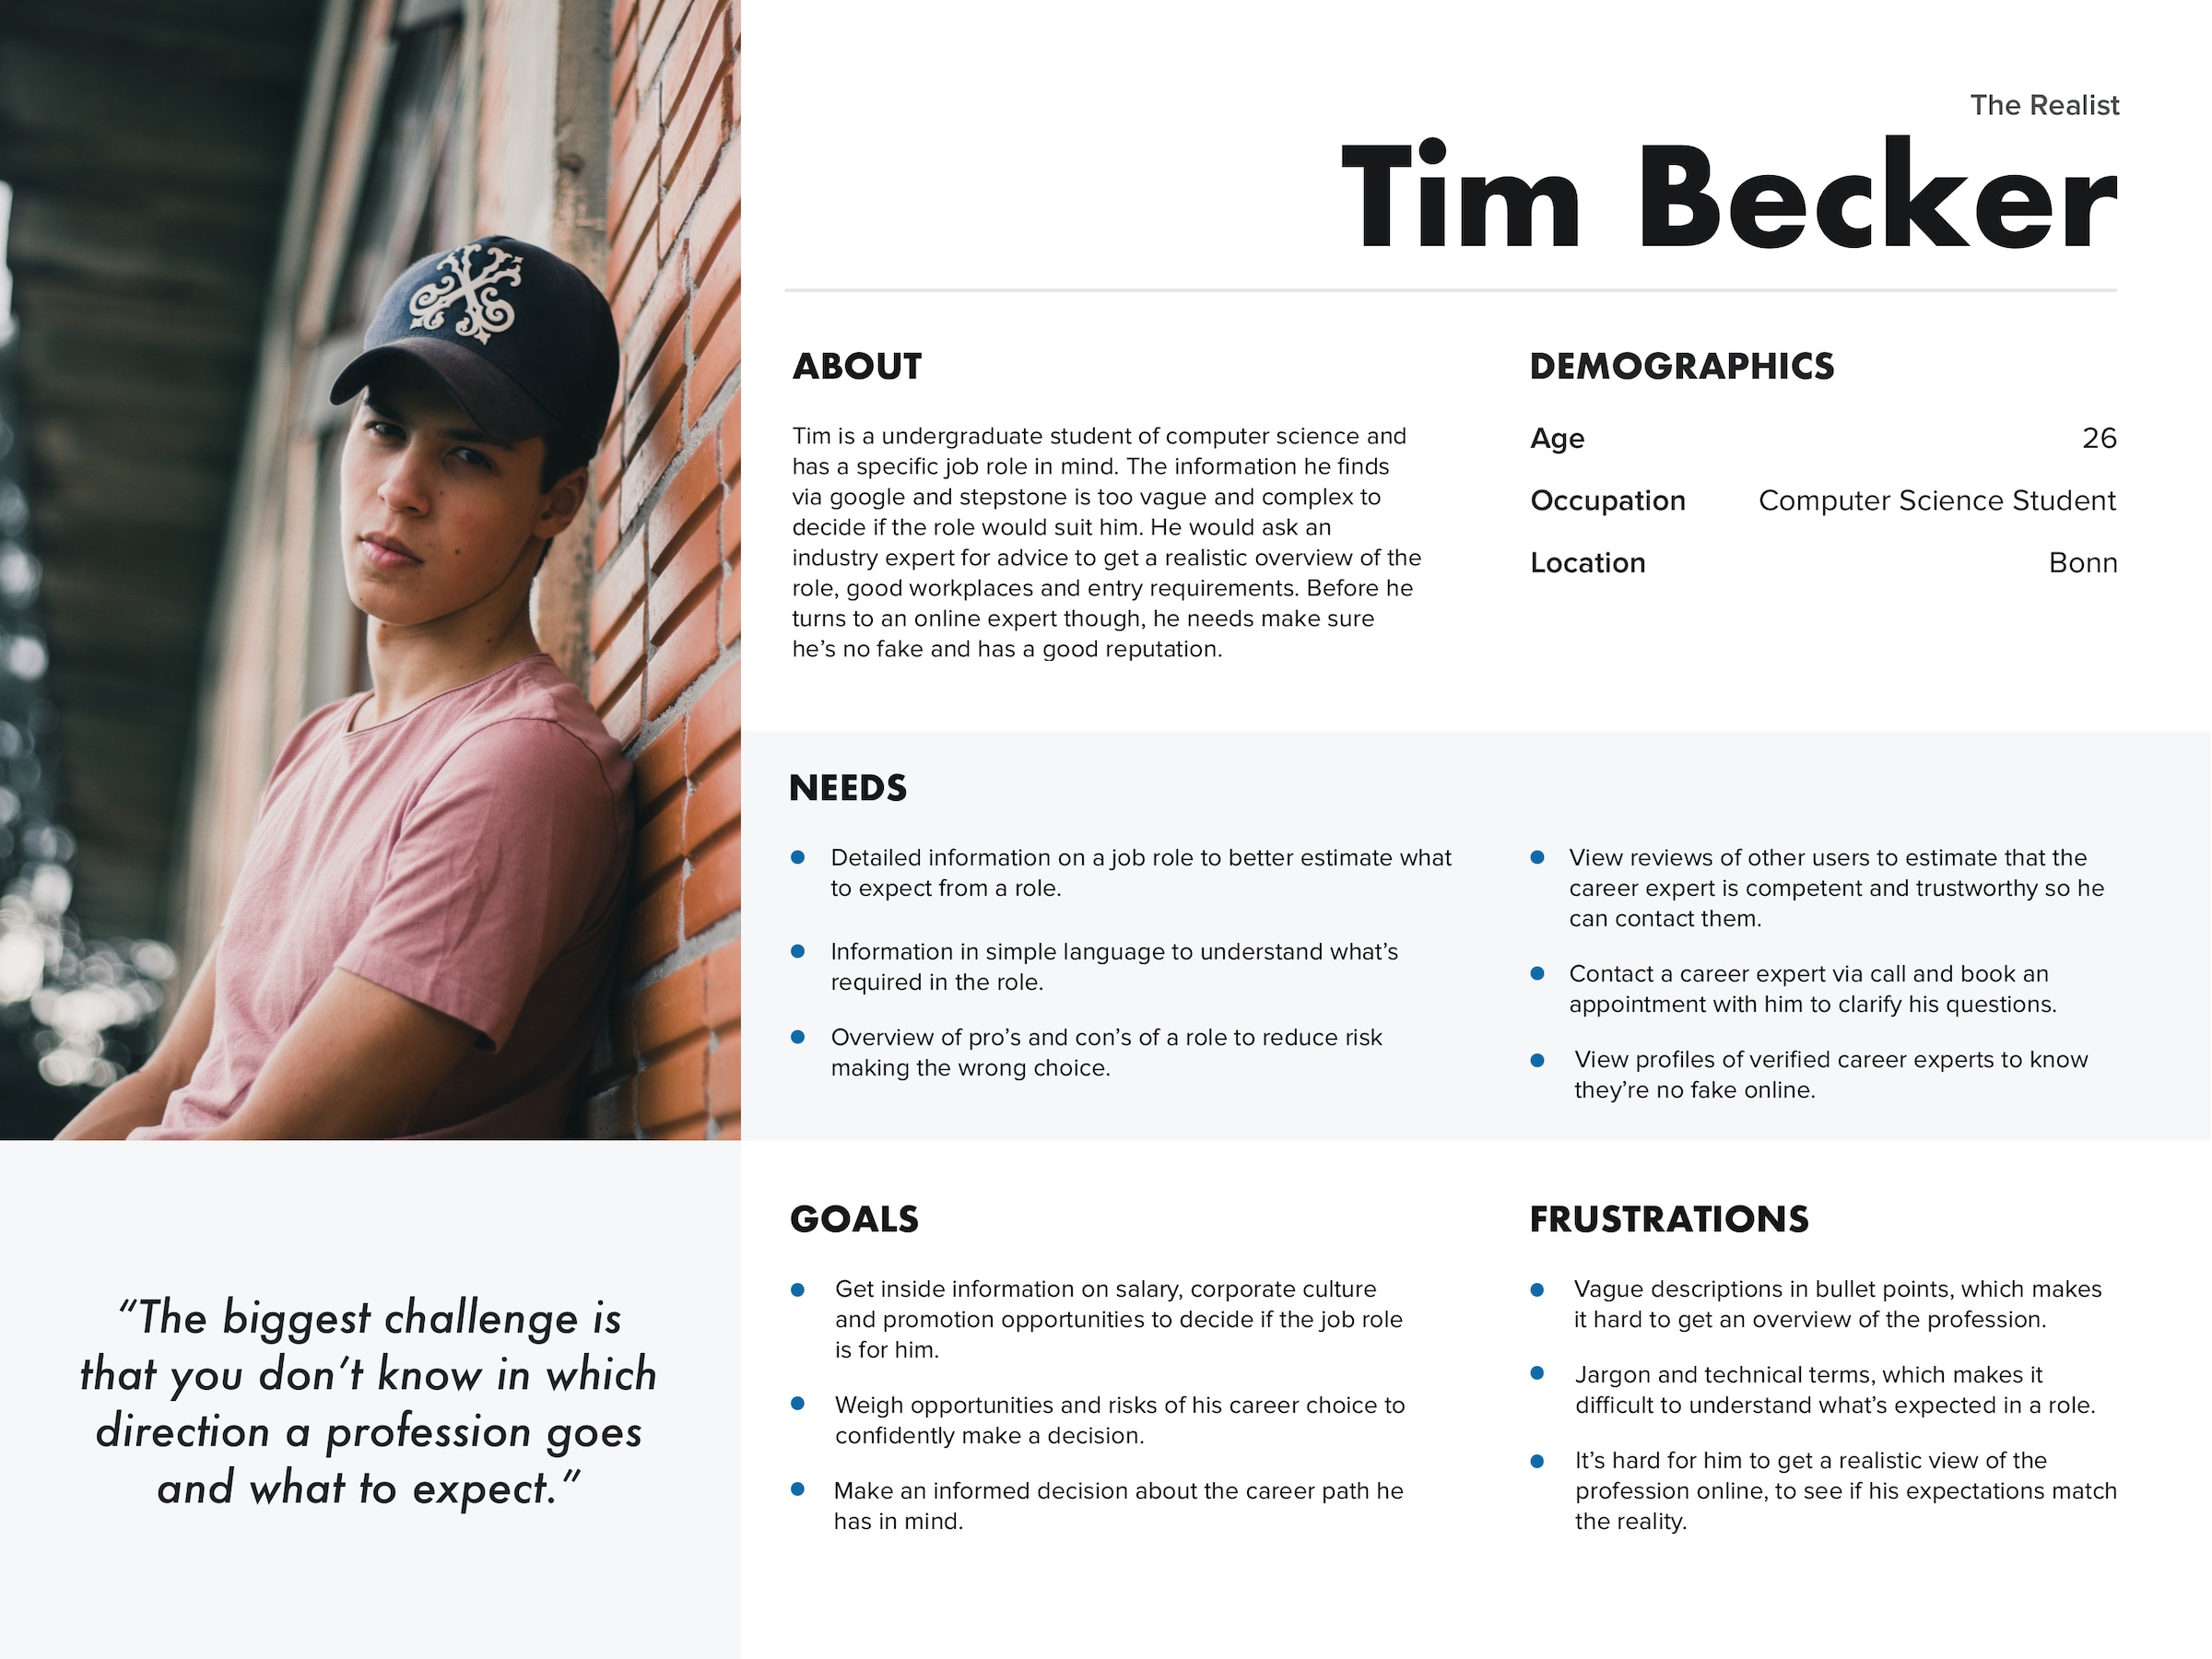 The Realist
Tim Becker
ABOUT
Tim is a undergraduate student of computer science and
has a specific job role in mind. The information he finds
via google and stepstone is too vague and complex to
decide if the role would suit him. He would ask an
industry expert for advice to get a realistic overview of the
role, good workplaces and entry requirements. Before he
turns to an online expert though, he needs make sure
he’s no fake and has a good reputation.
DEMOGRAPHICS
Age 26
Occupation Computer Science Student
Location Bonn
NEEDS
Detailed information on a job role to better estimate what
to expect from a role.
Information in simple language to understand what’s
required in the role.
Overview of pro’s and con’s of a role to reduce risk
making the wrong choice.
View reviews of other users to estimate that the
career expert is competent and trustworthy so he
can contact them.
Contact a career expert via call and book an
appointment with him to clarify his questions.
View profiles of verified career experts to know
they’re no fake online.
“The biggest challenge is
that you don’t know in which
direction a profession goes
and what to expect.”
GOALS
Get inside information on salary, corporate culture
and promotion opportunities to decide if the job role
is for him.
Weigh opportunities and risks of his career choice to
confidently make a decision.
Make an informed decision about the career path he
has in mind.
FRUSTRATIONS
Vague descriptions in bullet points, which makes
it hard to get an overview of the profession.
Jargon and technical terms, which makes it
difficult to understand what’s expected in a role.
It’s hard for him to get a realistic view of the
profession online, to see if his expectations match
the reality.